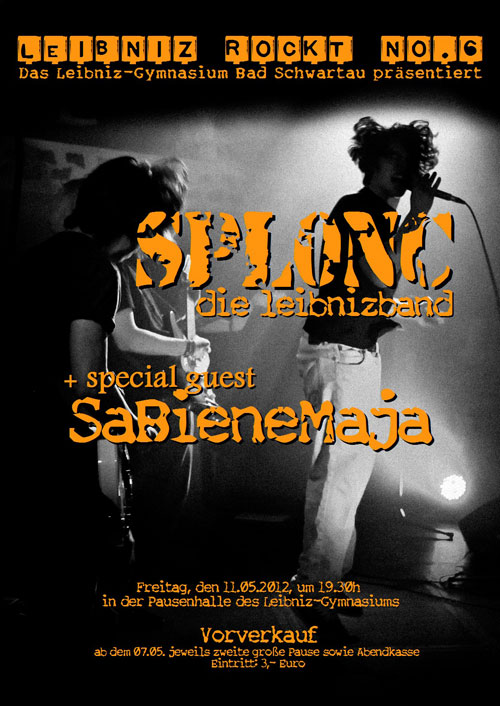 LEIBNIZ ROCKT NO.6
Das Leibniz-Gymnasium Bad Schwartau präsentiert
SPLONC
die leibnizband
+ special guest
SaBieneMaja
Freitag, den 11.05.2012, um 19.30h
in der Pausenhalle des Leibniz-Gymnasiums
Vorverkauf
ab dem 07.05. jeweils zweite große Pause sowie Abendkasse
Eintritt: 3,- Euro